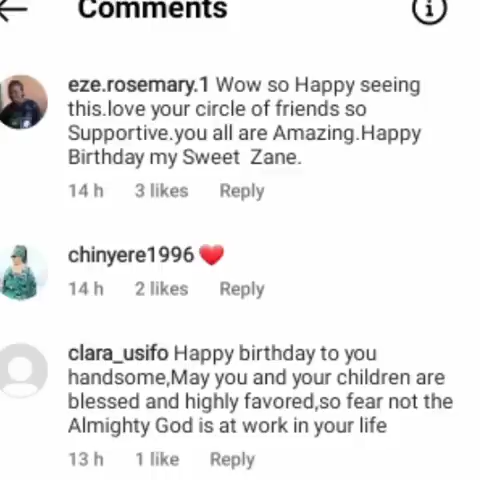 Comments
eze.rosemary.1 Wow so Happy seeing
this.love your circle of friends so
Supportive.you all are Amazing.Happy
Birthday my Sweet Zane.
14 h 3 likes Reply
chinyere1996 ❤️
14 h 2 likes Reply
clara_usifo Happy birthday to you
handsome,May you and your children are
blessed and highly favored,so fear not the
Almighty God is at work in your life
13 h 1 like Reply